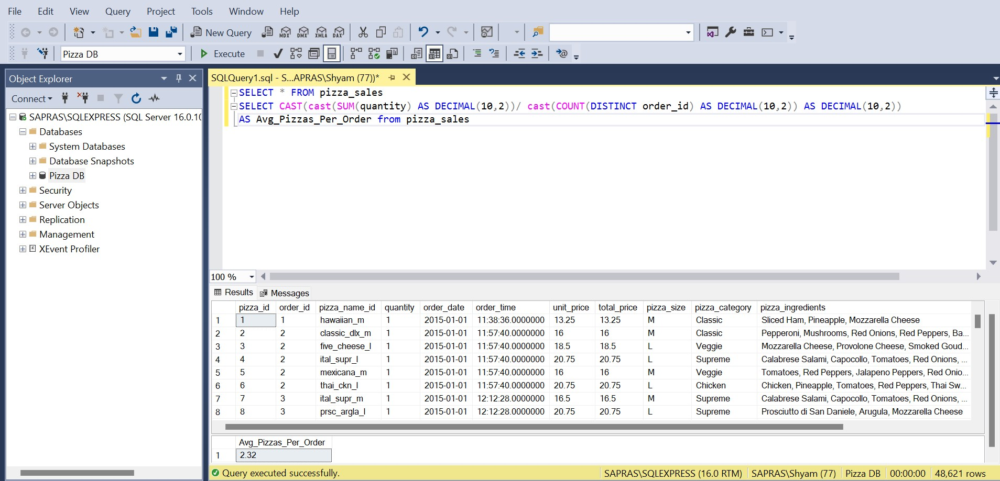 File Edit View Query Project Tools Window Help
New Query MDX DMX XMLA DAX
Pizza DB Execute
Object Explorer
Connect
SAPRAS\SQLEXPRESS (SQL Server 16.0.10
Databases
System Databases
Database Snapshots
Pizza DB
Security
Server Objects
Replication
Management
XEvent Profiler
SQLQuery1.sql - S...APRAS\Shyam (77))*
SELECT * FROM pizza_sales
SELECT CAST(cast(SUM(quantity) AS DECIMAL(10,2))/ cast(COUNT(DISTINCT order_id) AS DECIMAL(10,2)) AS DECIMAL(10,2))
AS Avg_Pizzas_Per_Order from pizza_sales
100 %
Results Messages
pizza_id order_id pizza_name_id quantity order_date order_time unit_price total_price pizza_size pizza_category pizza_ingredients
1 1 1 hawaiian_m 1 2015-01-01 11:38:36.0000000 13.25 13.25 M Classic Sliced Ham, Pineapple, Mozzarella Cheese
2 2 2 classic_dlx_m 1 2015-01-01 11:57:40.0000000 16 16 M Classic Pepperoni, Mushrooms, Red Onions, Red Peppers, Ba...
3 3 2 five_cheese_l 1 2015-01-01 11:57:40.0000000 18.5 18.5 L Veggie Mozzarella Cheese, Provolone Cheese, Smoked Goud...
4 4 2 ital_supr_l 1 2015-01-01 11:57:40.0000000 20.75 20.75 L Supreme Calabrese Salami, Capocollo, Tomatoes, Red Onions, ...
5 5 2 mexicana_m 1 2015-01-01 11:57:40.0000000 16 16 M Veggie Tomatoes, Red Peppers, Jalapeno Peppers, Red Onio...
6 6 2 thai_ckn_l 1 2015-01-01 11:57:40.0000000 20.75 20.75 L Chicken Chicken, Pineapple, Tomatoes, Red Peppers, Thai Sw...
7 7 3 ital_supr_m 1 2015-01-01 12:12:28.0000000 16.5 16.5 M Supreme Calabrese Salami, Capocollo, Tomatoes, Red Onions, ...
8 8 3 prsc_argla_l 1 2015-01-01 12:12:28.0000000 20.75 20.75 L Supreme Prosciutto di San Daniele, Arugula, Mozzarella Cheese
Avg_Pizzas_Per_Order
1 2.32
Query executed successfully. SAPRAS\SQLEXPRESS (16.0 RTM) SAPRAS\Shyam (77) Pizza DB 00:00:00 48,621 rows